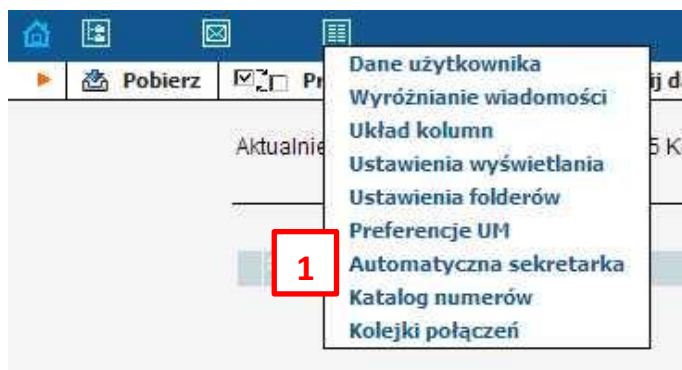 Pobierz Pr
ij d
Dane użytkownika
Wyróżnianie wiadomości
Aktualnie
5 K
Układ kolumn
Ustawienia wyświetlania
Ustawienia folderów
Preferencje UM
1
Automatyczna sekretarka
Katalog numerów
Kolejki połączeń